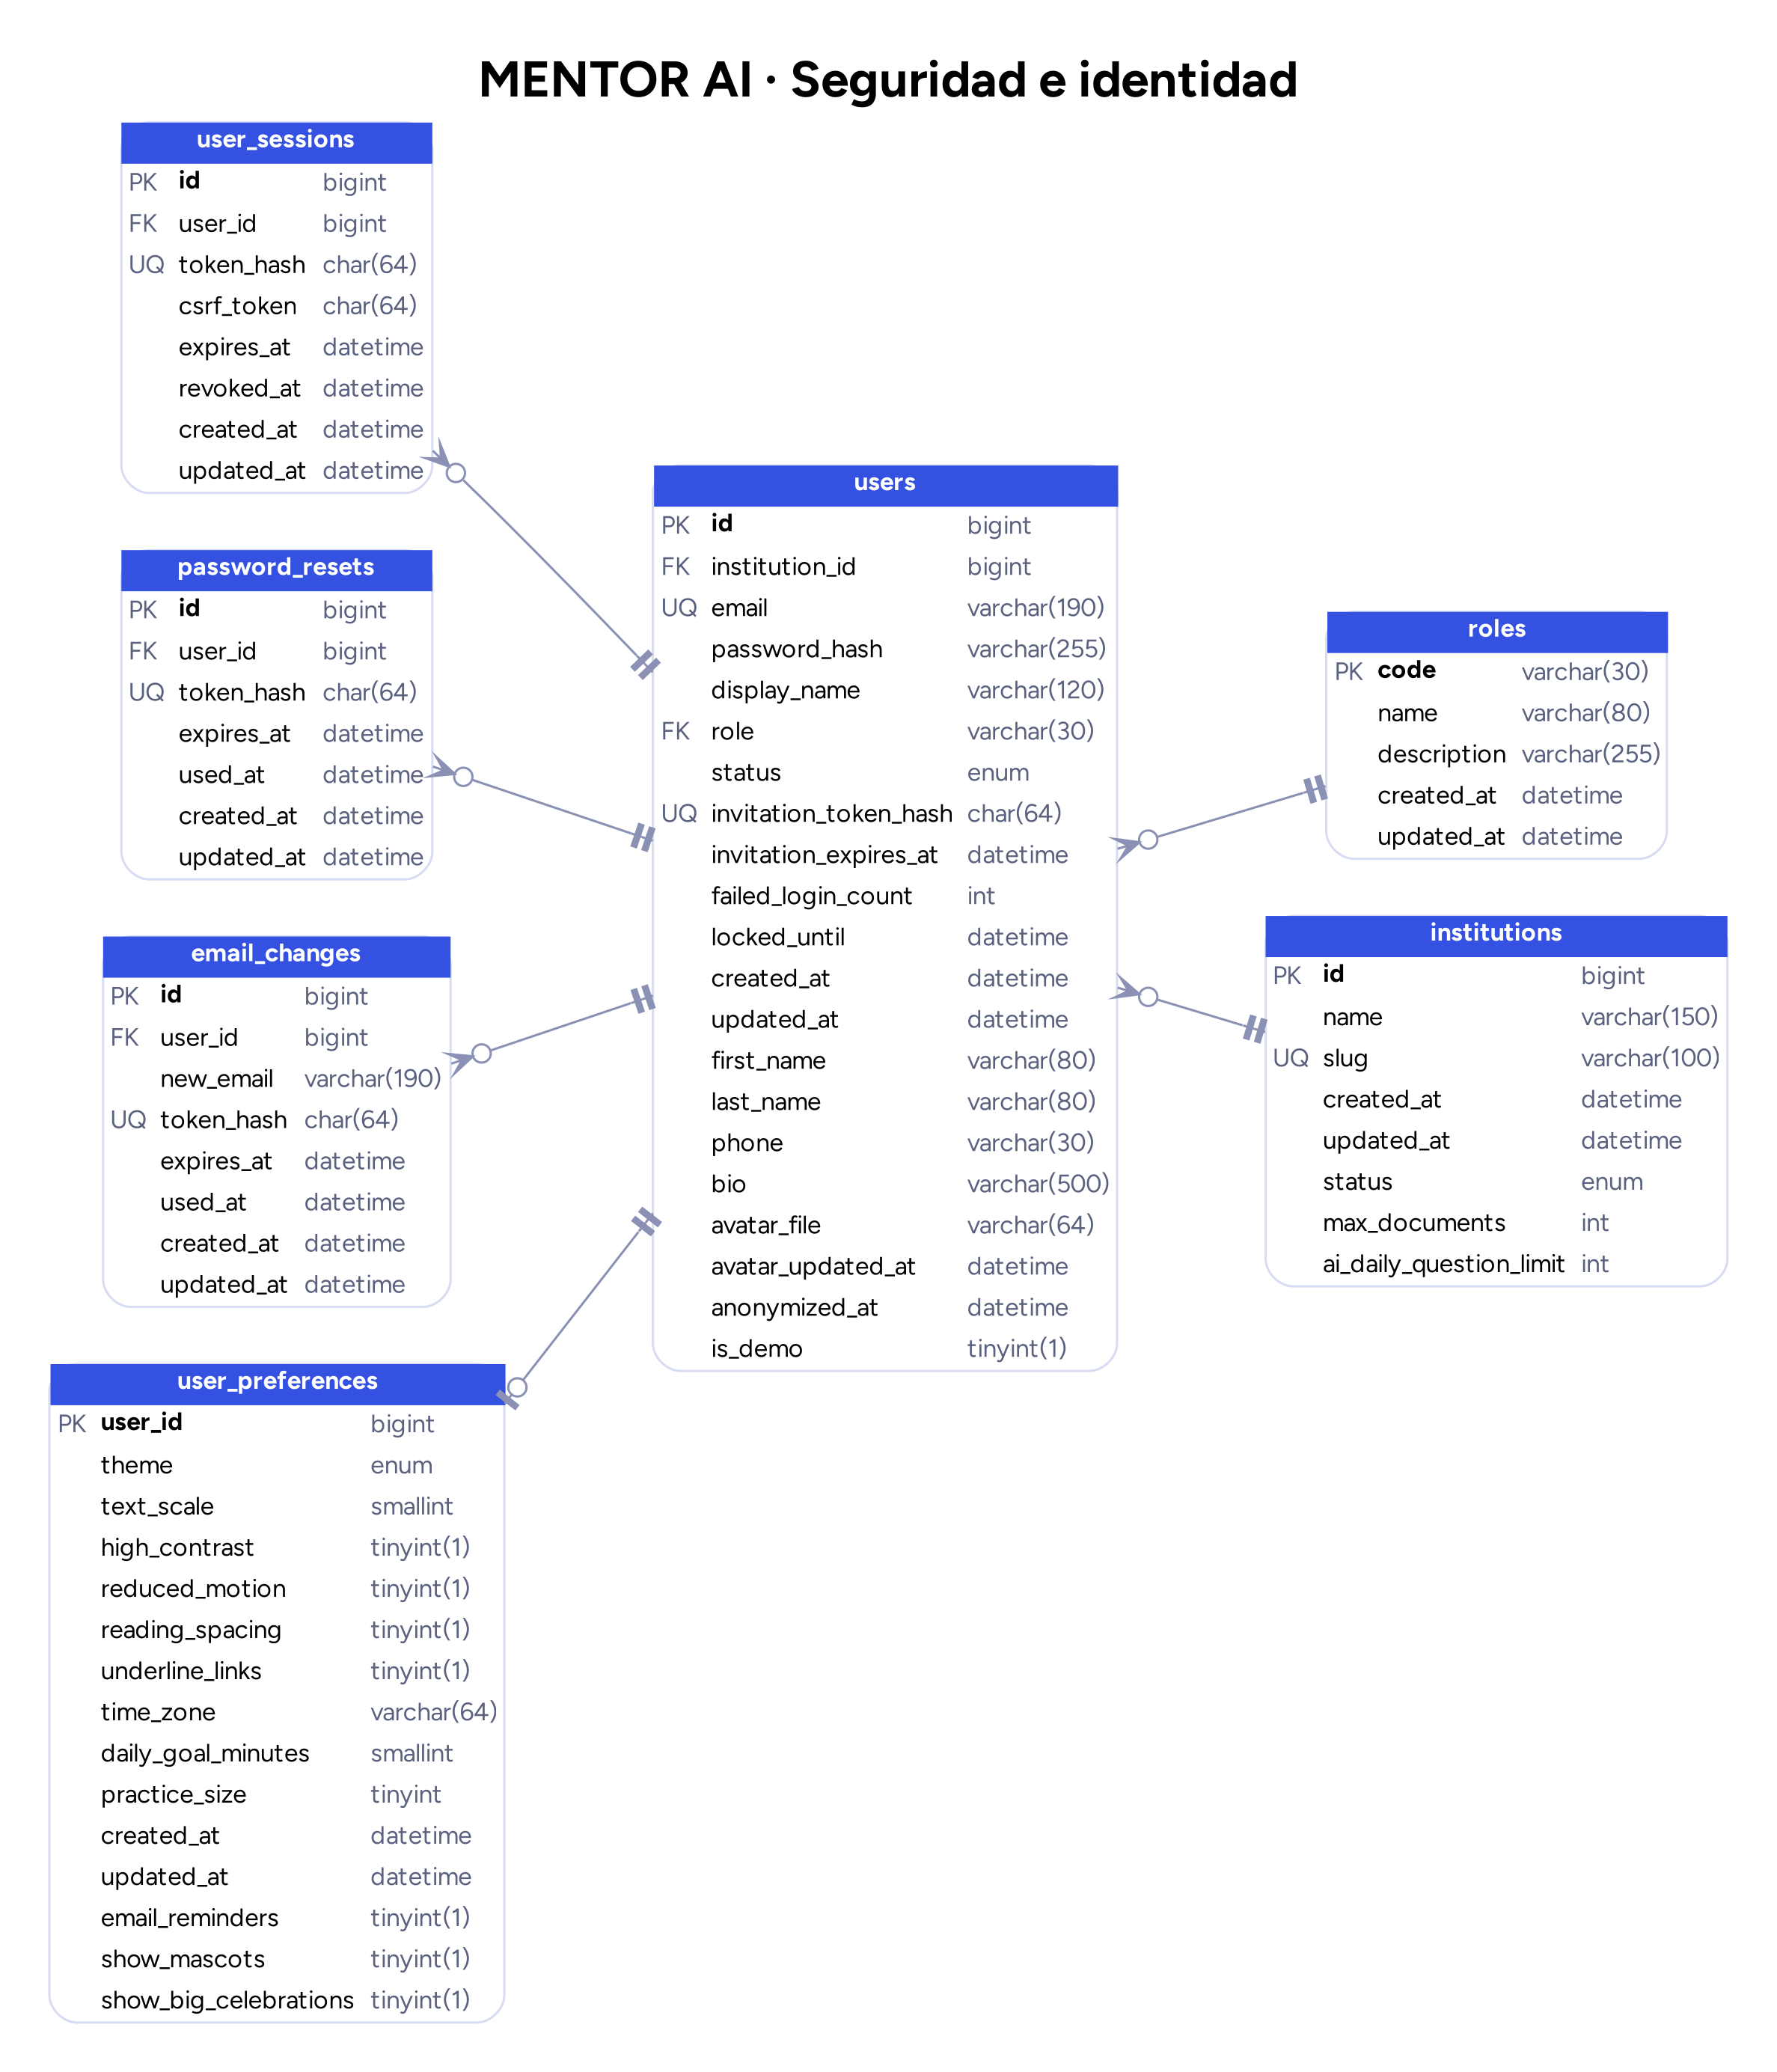 MENTOR AI · Seguridad e identidad
user_sessions
PK id bigint
FK user_id bigint
UQ token_hash char(64)
csrf_token char(64)
expires_at datetime
revoked_at datetime
created_at datetime
updated_at datetime
password_resets
PK id bigint
FK user_id bigint
UQ token_hash char(64)
expires_at datetime
used_at datetime
created_at datetime
updated_at datetime
email_changes
PK id bigint
FK user_id bigint
new_email varchar(190)
UQ token_hash char(64)
expires_at datetime
used_at datetime
created_at datetime
updated_at datetime
user_preferences
PK user_id bigint
theme enum
text_scale smallint
high_contrast tinyint(1)
reduced_motion tinyint(1)
reading_spacing tinyint(1)
underline_links tinyint(1)
time_zone varchar(64)
daily_goal_minutes smallint
practice_size tinyint
created_at datetime
updated_at datetime
email_reminders tinyint(1)
show_mascots tinyint(1)
show_big_celebrations tinyint(1)
users
PK id bigint
FK institution_id bigint
UQ email varchar(190)
password_hash varchar(255)
display_name varchar(120)
FK role varchar(30)
status enum
UQ invitation_token_hash char(64)
invitation_expires_at datetime
failed_login_count int
locked_until datetime
created_at datetime
updated_at datetime
first_name varchar(80)
last_name varchar(80)
phone varchar(30)
bio varchar(500)
avatar_file varchar(64)
avatar_updated_at datetime
anonymized_at datetime
is_demo tinyint(1)
roles
PK code varchar(30)
name varchar(80)
description varchar(255)
created_at datetime
updated_at datetime
institutions
PK id bigint
name varchar(150)
UQ slug varchar(100)
created_at datetime
updated_at datetime
status enum
max_documents int
ai_daily_question_limit int